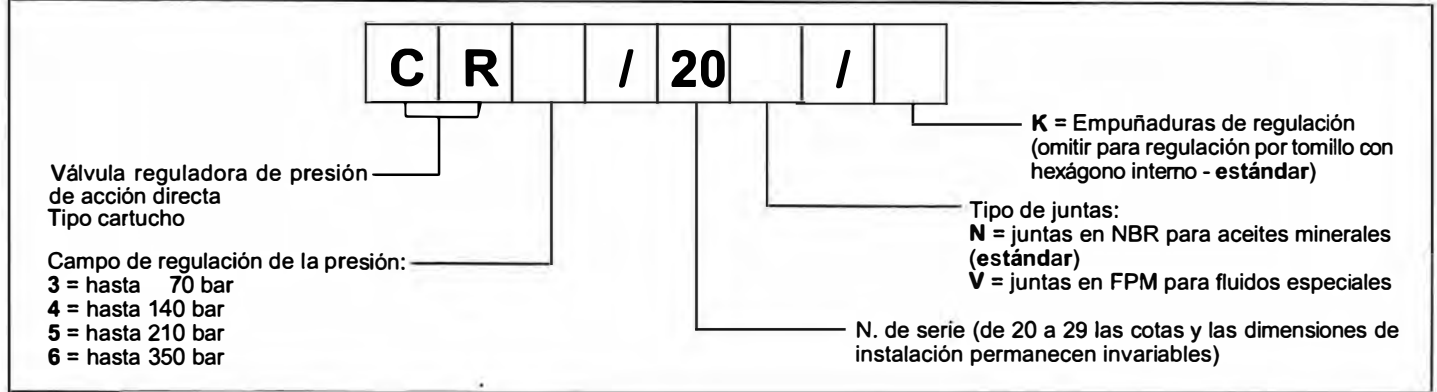 C R / 20 /
K = Empuñaduras de regulación
(omitir para regulación por tornillo con
hexágono interno - estándar)
Válvula reguladora de presión
de acción directa
Tipo cartucho
Tipo de juntas:
N = juntas en NBR para aceites minerales
(estándar)
V = juntas en FPM para fluidos especiales
Campo de regulación de la presión:
3 = hasta 70 bar
4 = hasta 140 bar
5 = hasta 210 bar
6 = hasta 350 bar
N. de serie (de 20 a 29 las cotas y las dimensiones de
instalación permanecen invariables)